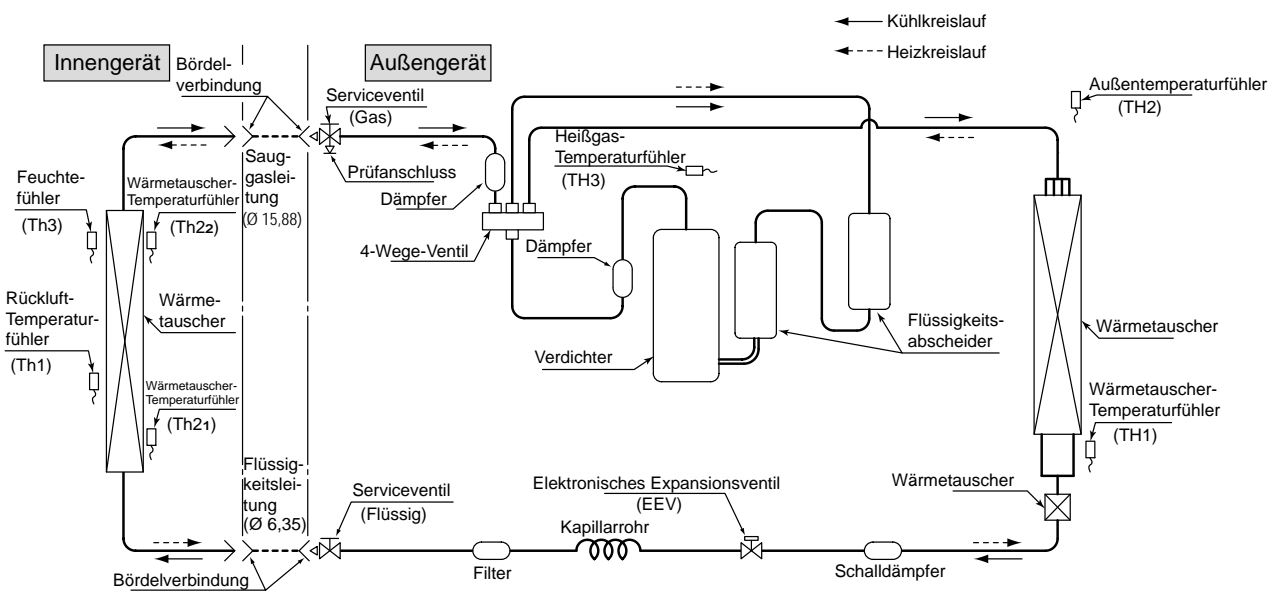 Kühlkreislauf
Heizkreislauf
Innengerät
Bördel-
verbindung
Außengerät
Serviceventil
(Gas)
Prüfanschluss
Heißgas-
Temperaturfühler
(TH3)
Außentemperaturfühler
(TH2)
Feuchte-
fühler
(Th3)
Wärmetauscher-
Temperaturfühler
(Th22)
Saug-
gasleitung
(Ø 15,88)
Dämpfer
4-Wege-Ventil
Dämpfer
Rückluft-
Temperatur-
fühler
(Th1)
Wärme-
tauscher
Verdichter
Flüssigkeits-
abscheider
Wärmetauscher
Wärmetauscher-
Temperaturfühler
(Th21)
Wärmetauscher-
Temperaturfühler
(TH1)
Flüssig-
keitslei-
tung
(Ø 6,35)
Serviceventil
(Flüssig)
Elektronisches Expansionsventil
(EEV)
Kapillarrohr
Wärmetauscher
Bördelverbindung
Filter
Schalldämpfer